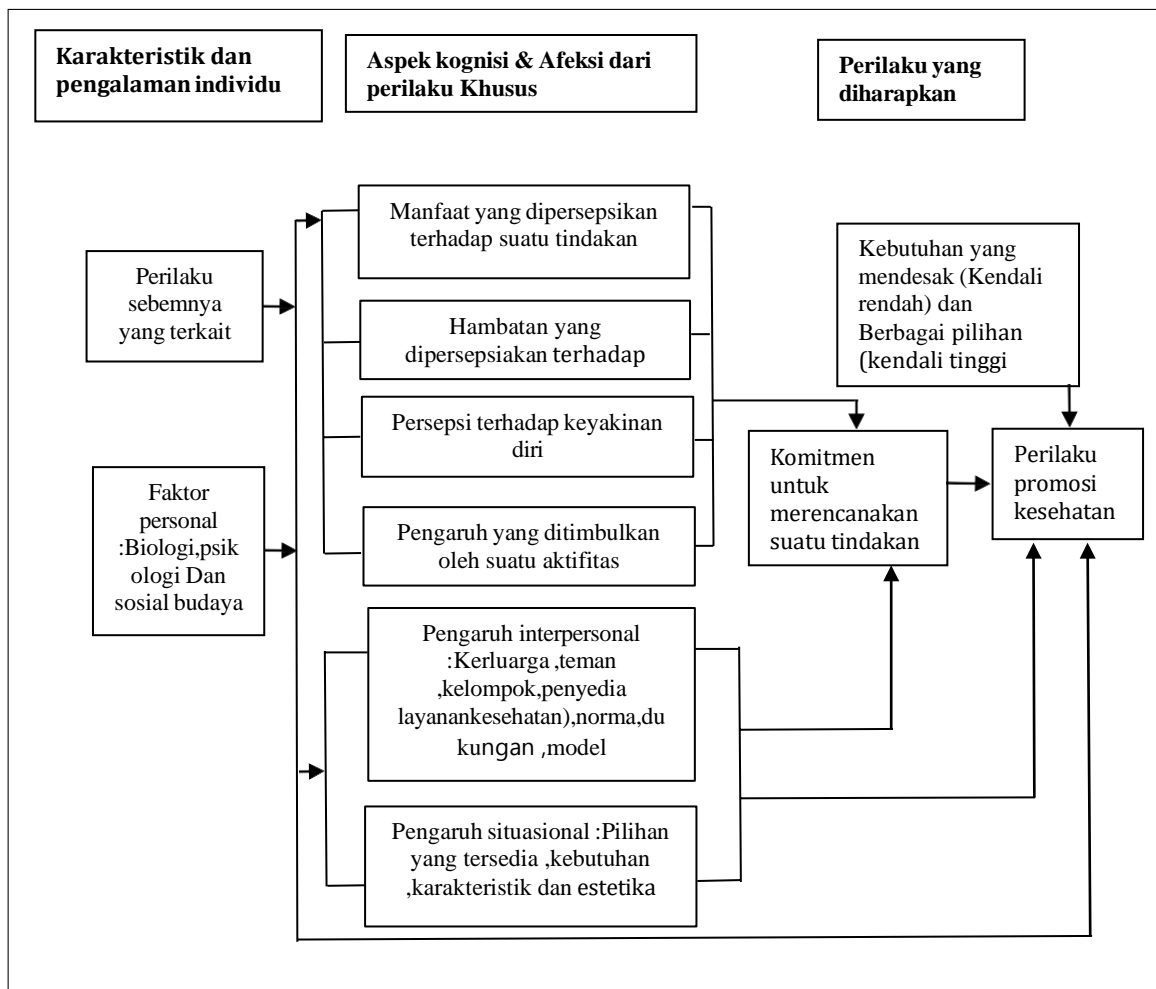 Karakteristik dan
pengalaman individu
Aspek kognisi & Afeksi dari
perilaku Khusus
Perilaku yang
diharapkan
Manfaat yang dipersepsikan
terhadap suatu tindakan
Kebutuhan yang
mendesak (Kendali
rendah) dan
Berbagai pilihan
(kendali tinggi
Perilaku
sebemnya
yang terkait
Hambatan yang
dipersepsiakan terhadap
Persepsi terhadap keyakinan
diri
Komitmen
untuk
merencanakan
suatu tindakan
Perilaku
promosi
kesehatan
Faktor
personal
:Biologi,psik
ologi Dan
sosial budaya
Pengaruh yang ditimbulkan
oleh suatu aktifitas
Pengaruh interpersonal
:Kerluarga ,teman
,kelompok,penyedia
layanankesehatan),norma,du
kungan ,model
Pengaruh situasional :Pilihan
yang tersedia ,kebutuhan
,karakteristik dan estetika